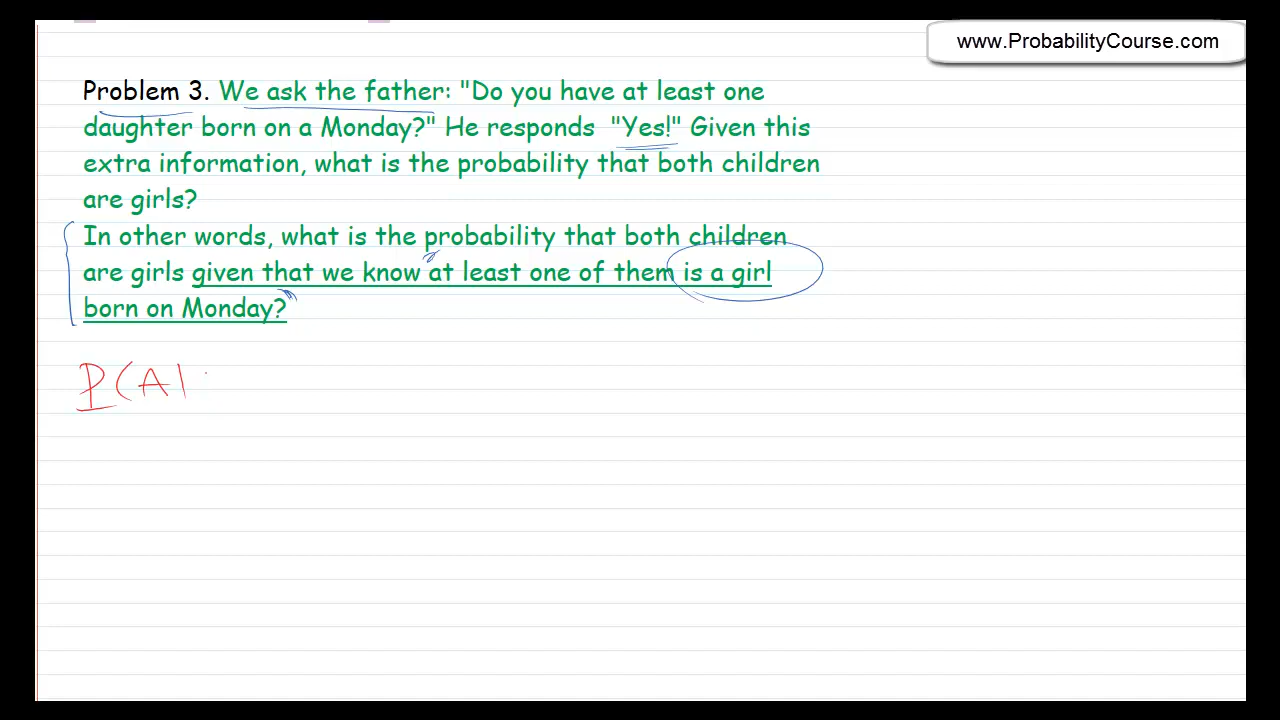 www.ProbabilityCourse.com
Problem 3. We ask the father: "Do you have at least one
daughter born on a Monday?" He responds "Yes!" Given this
extra information, what is the probability that both children
are girls?
In other words, what is the probability that both children
are girls given that we know at least one of them is a girl
born on Monday?
P(A|